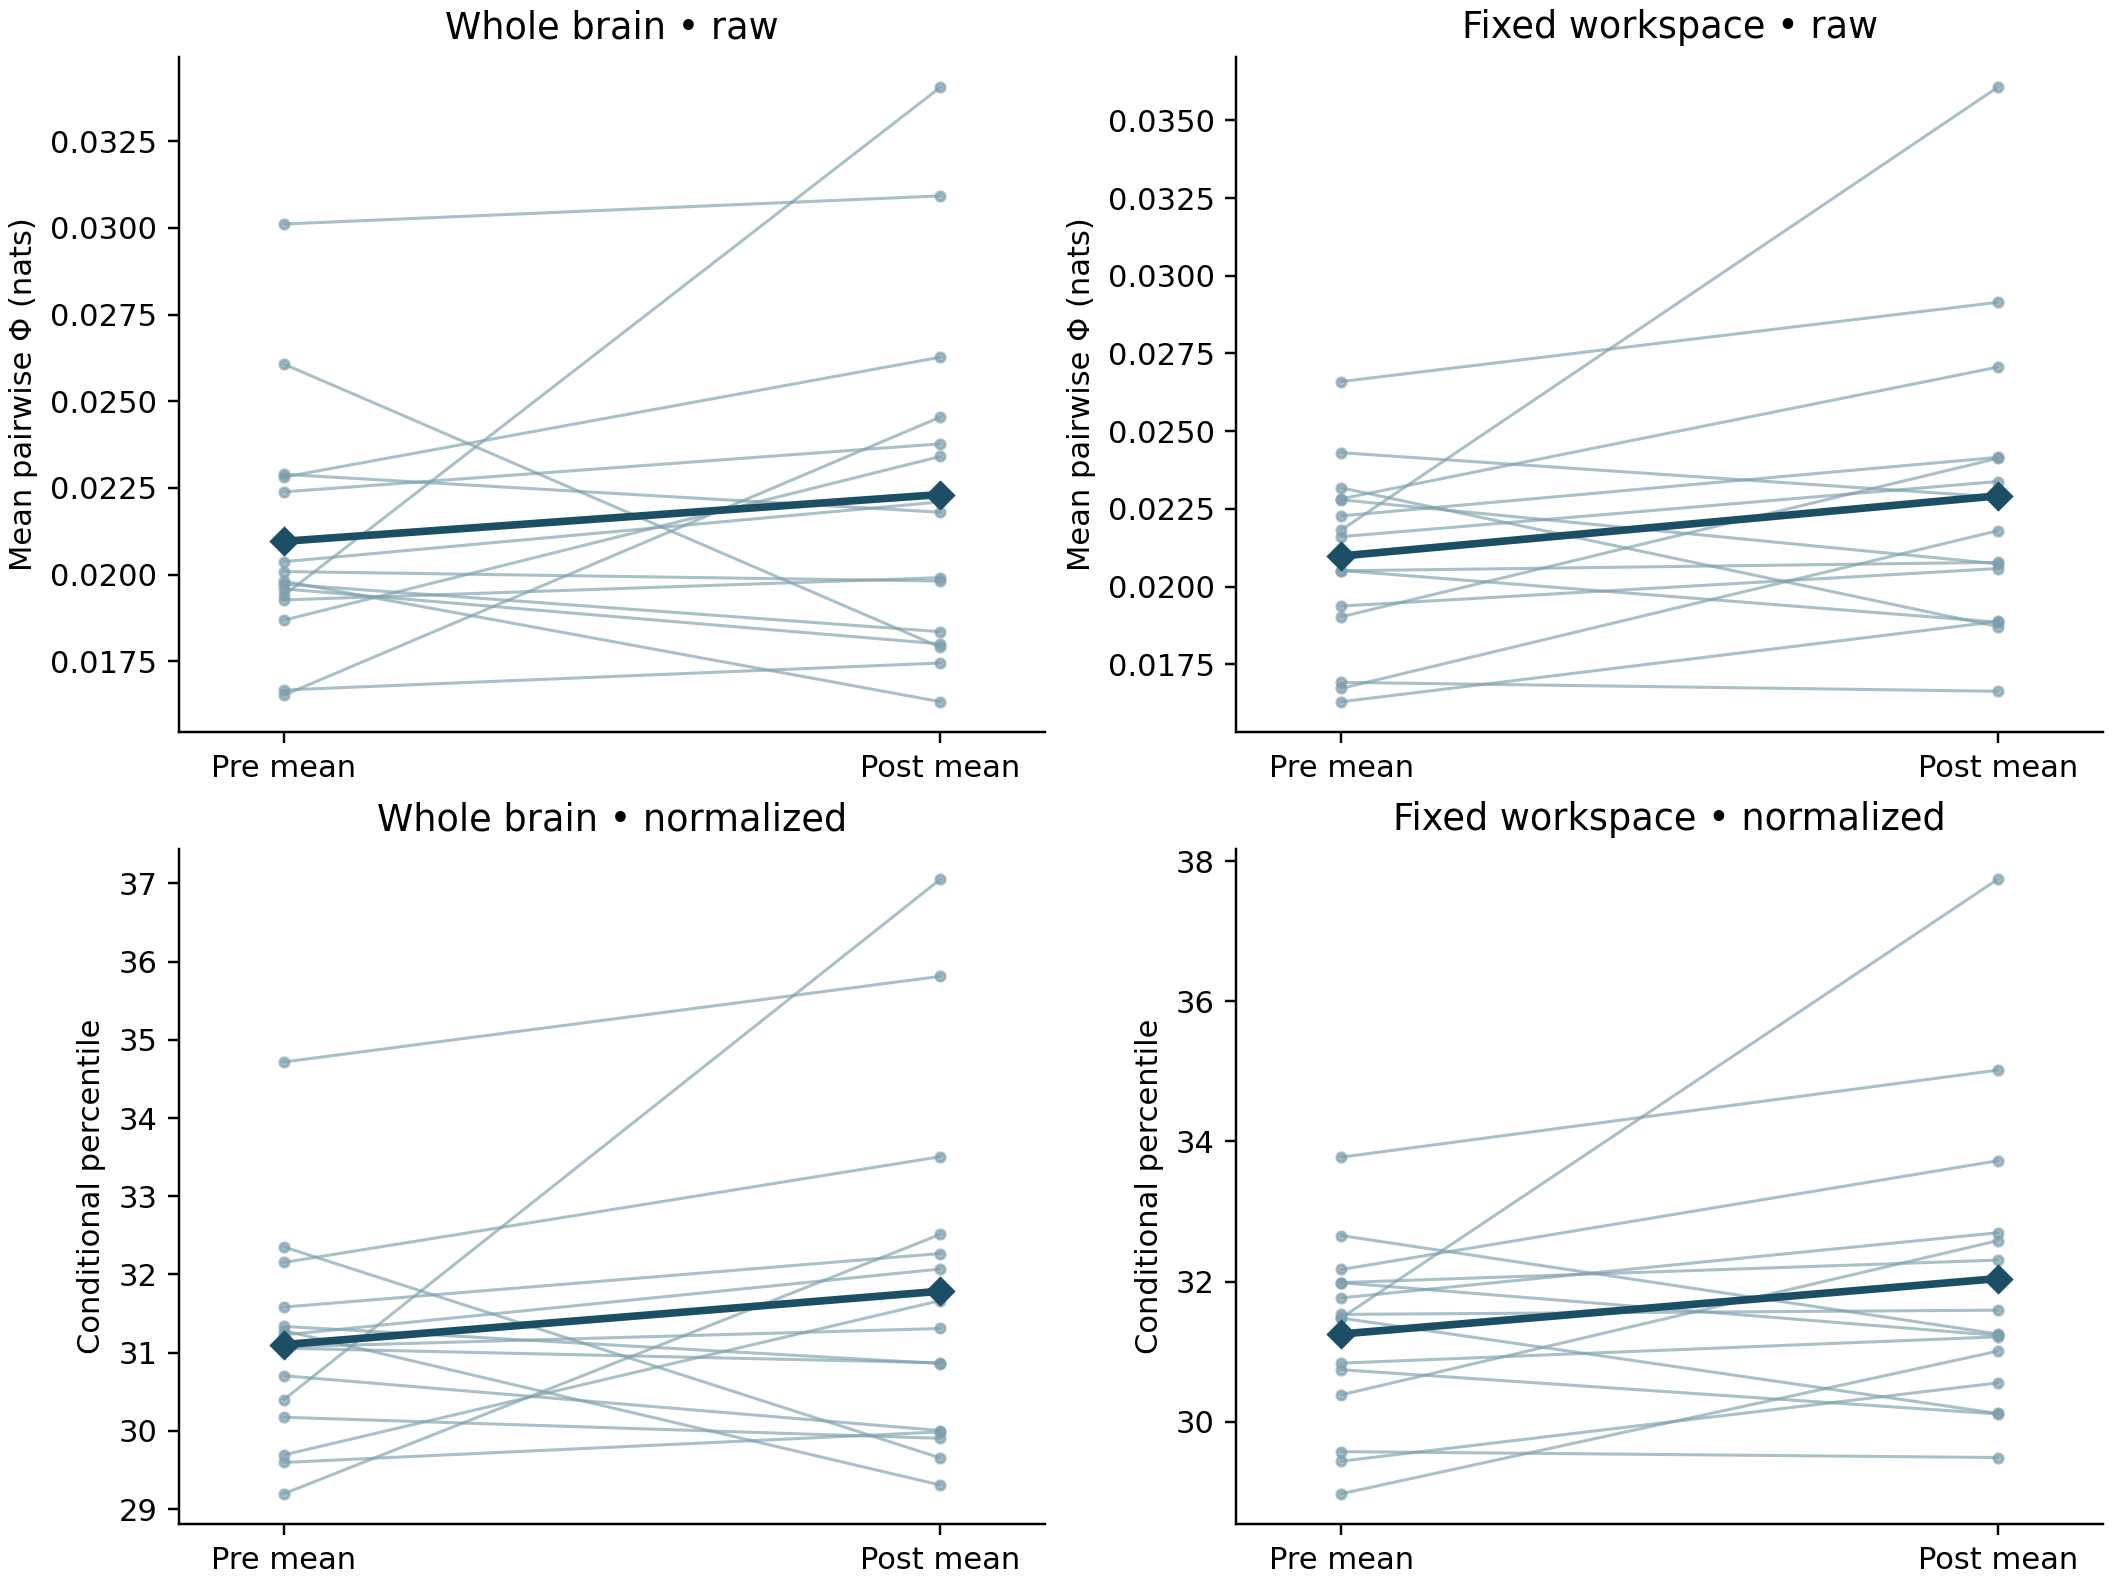 Whole brain • raw
Mean pairwise Φ (nats)
0.0325
0.0300
0.0275
0.0250
0.0225
0.0200
0.0175
Pre mean
Post mean
Fixed workspace • raw
Mean pairwise Φ (nats)
0.0350
0.0325
0.0300
0.0275
0.0250
0.0225
0.0200
0.0175
Pre mean
Post mean
Whole brain • normalized
Conditional percentile
37
36
35
34
33
32
31
30
29
Pre mean
Post mean
Fixed workspace • normalized
Conditional percentile
38
36
34
32
30
Pre mean
Post mean